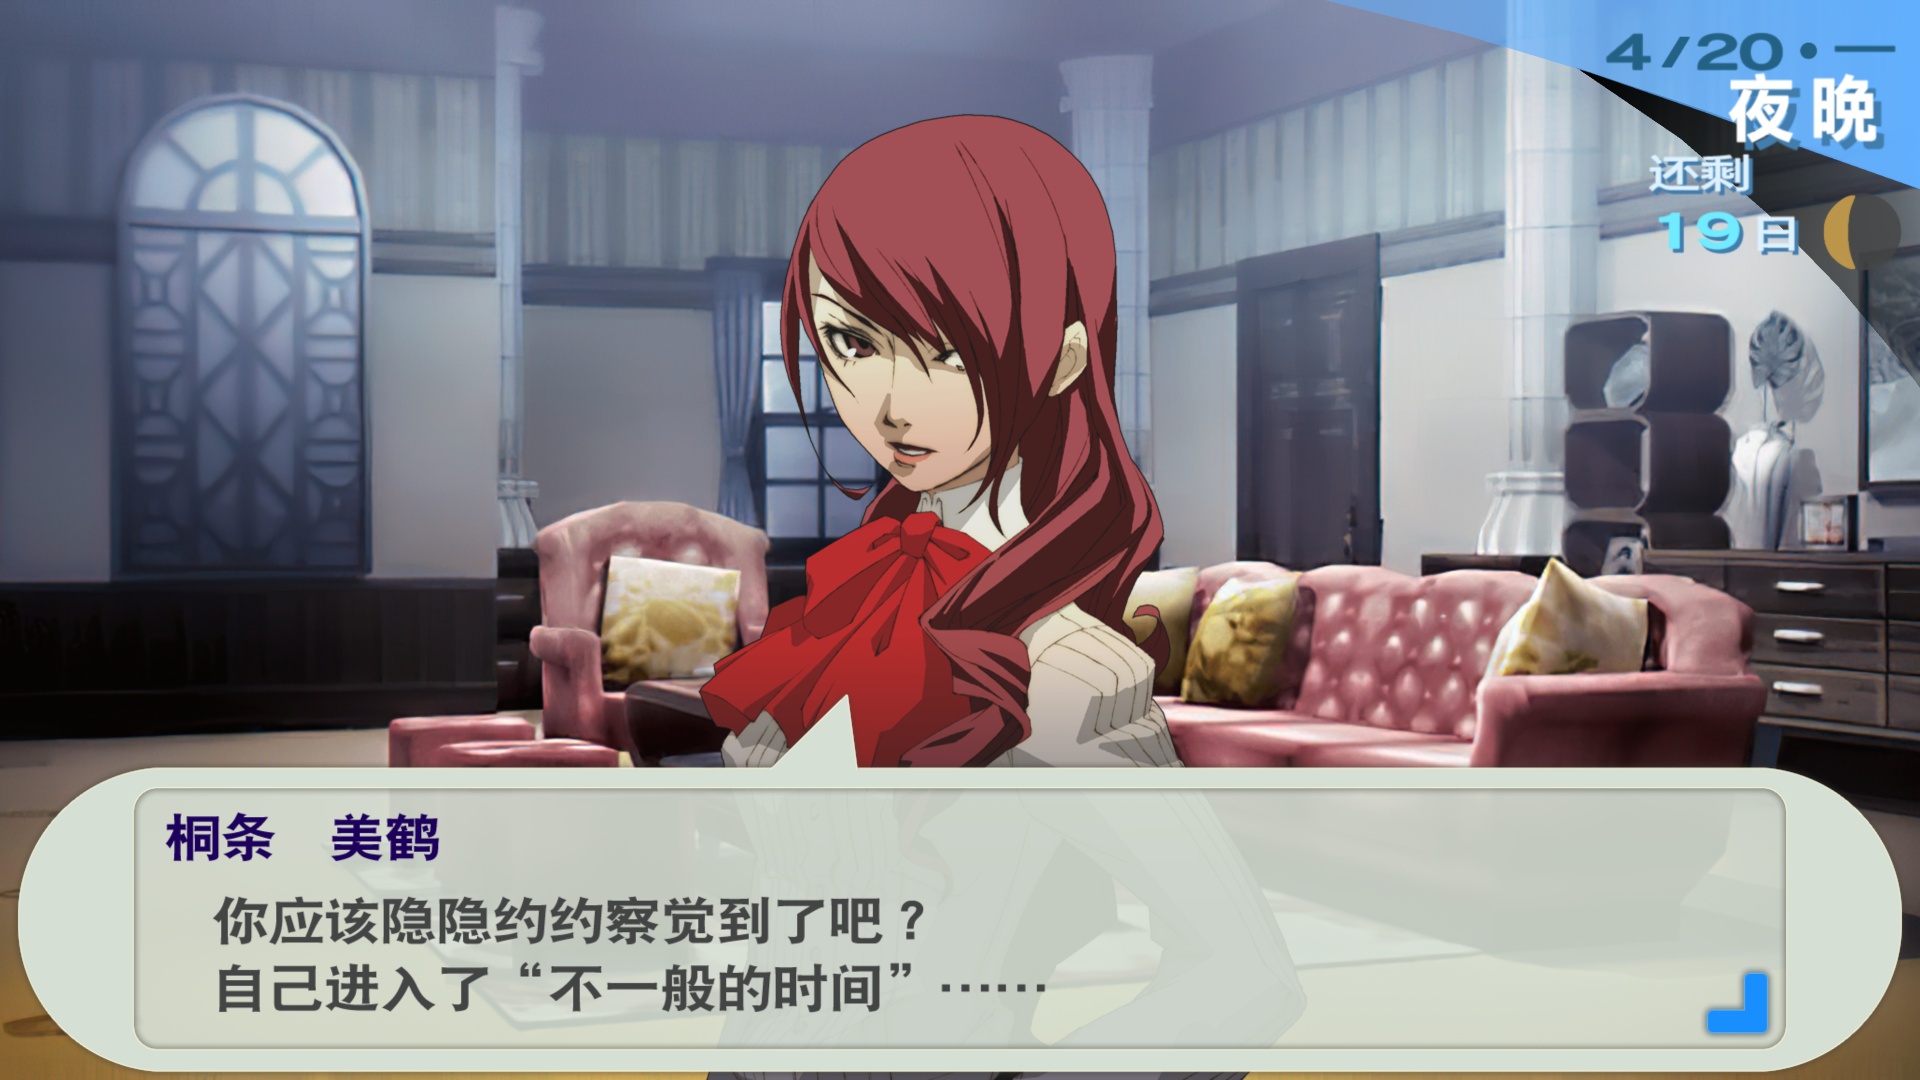 4/20・一
夜晚
还剩
19日
桐条　美鹤
你应该隐隐约约察觉到了吧？
自己进入了“不一般的时间”……